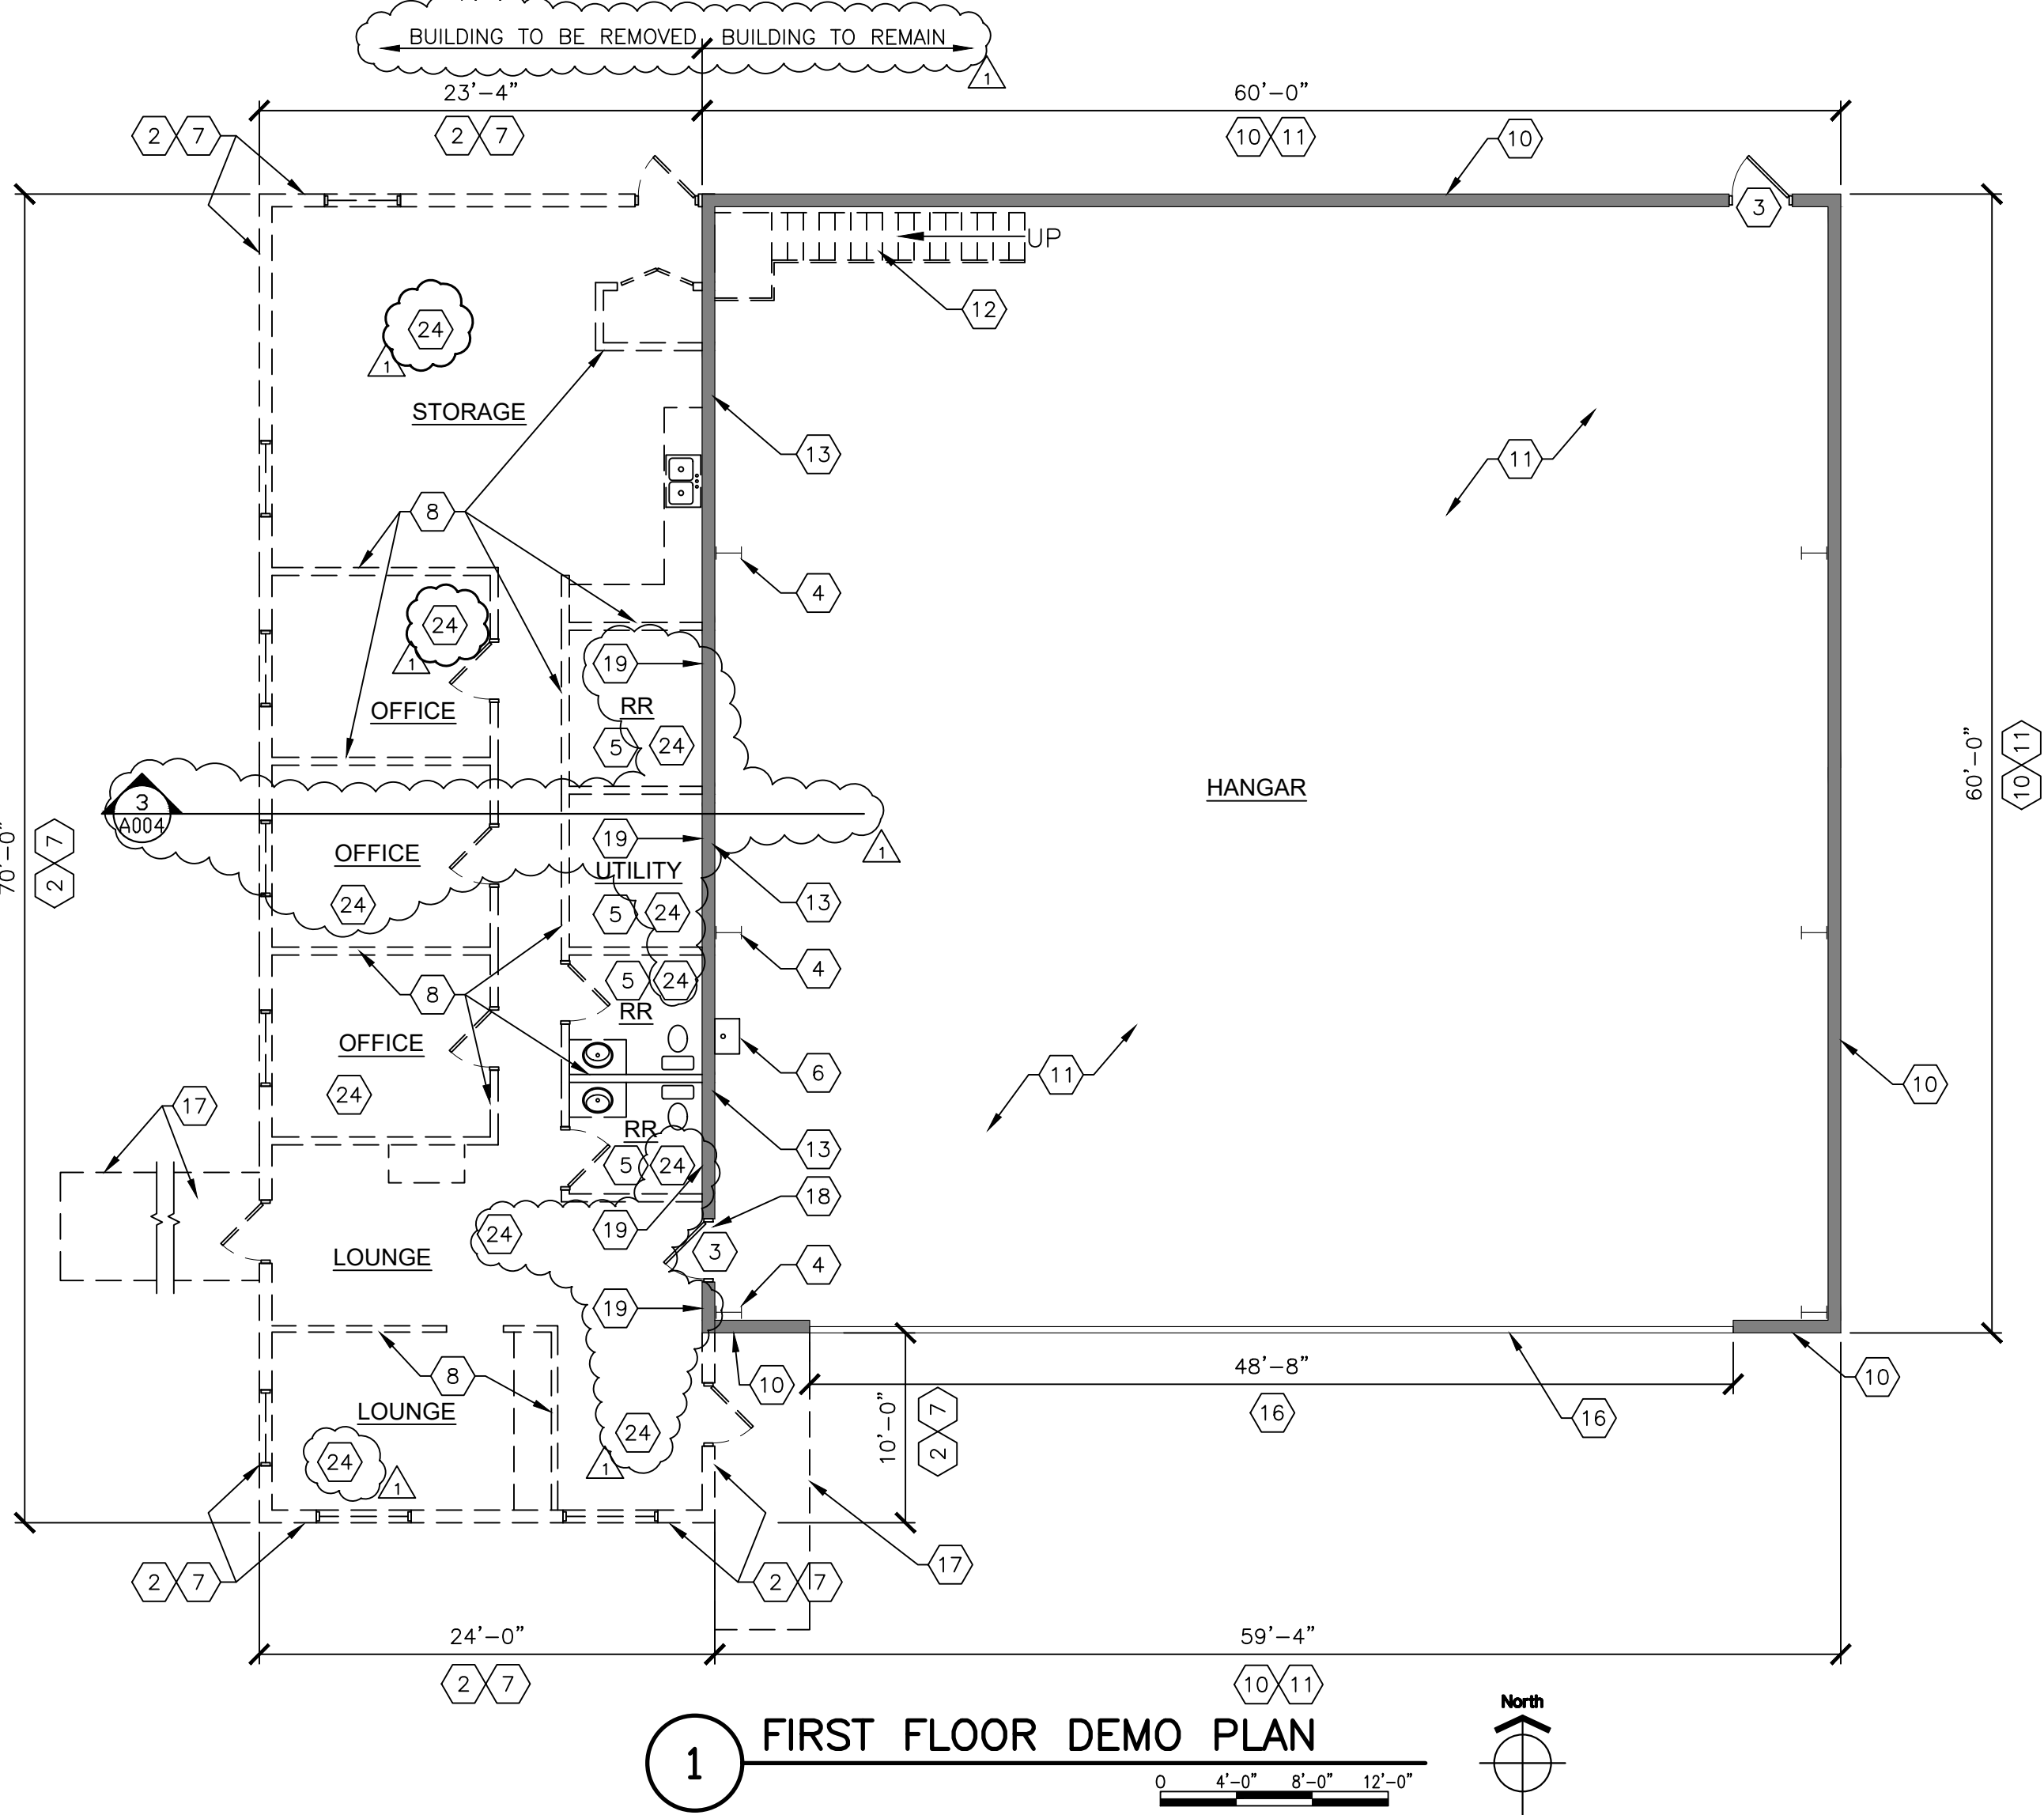 BUILDING TO BE REMOVED BUILDING TO REMAIN
1
23'-4" 60'-0"
2 7 2 7 10 11 10
3
UP
12
24
1
STORAGE
13
11
8
4
24
1
19
RR
OFFICE
5 24
60'-0"
10 11
HANGAR
3
A004
19
1
OFFICE
UTILITY
70'-0"
2 7
13
24
5 24
4
5 24
8
RR
OFFICE
6
11
10
24
17
RR
13
5 24
18
24
19
3
LOUNGE
4
19
48'-8"
8
10
10
LOUNGE
10'-0"
2 7
16
16
24
24
1
1
17
2 7
2 7
24'-0" 59'-4"
2 7 10 11
North
1 FIRST FLOOR DEMO PLAN
0 4'-0" 8'-0" 12'-0"